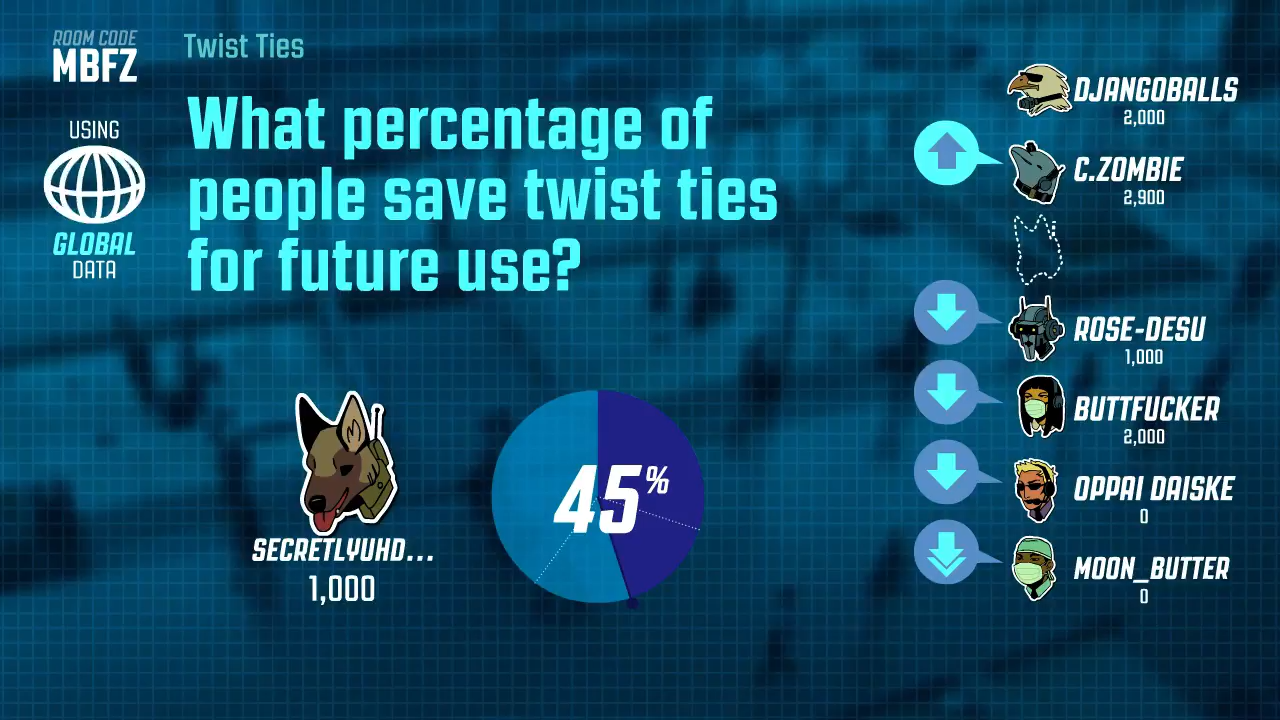 ROOM CODE
MBFZ
USING
GLOBAL
DATA
Twist Ties
What percentage of
people save twist ties
for future use?
SECRETLYUHD...
1,000
45%
DJANGOBALLS
2,000
C.ZOMBIE
2,900
ROSE-DESU
1,000
BUTTFUCKER
2,000
OPPAI DAISKE
0
MOON_BUTTER
0